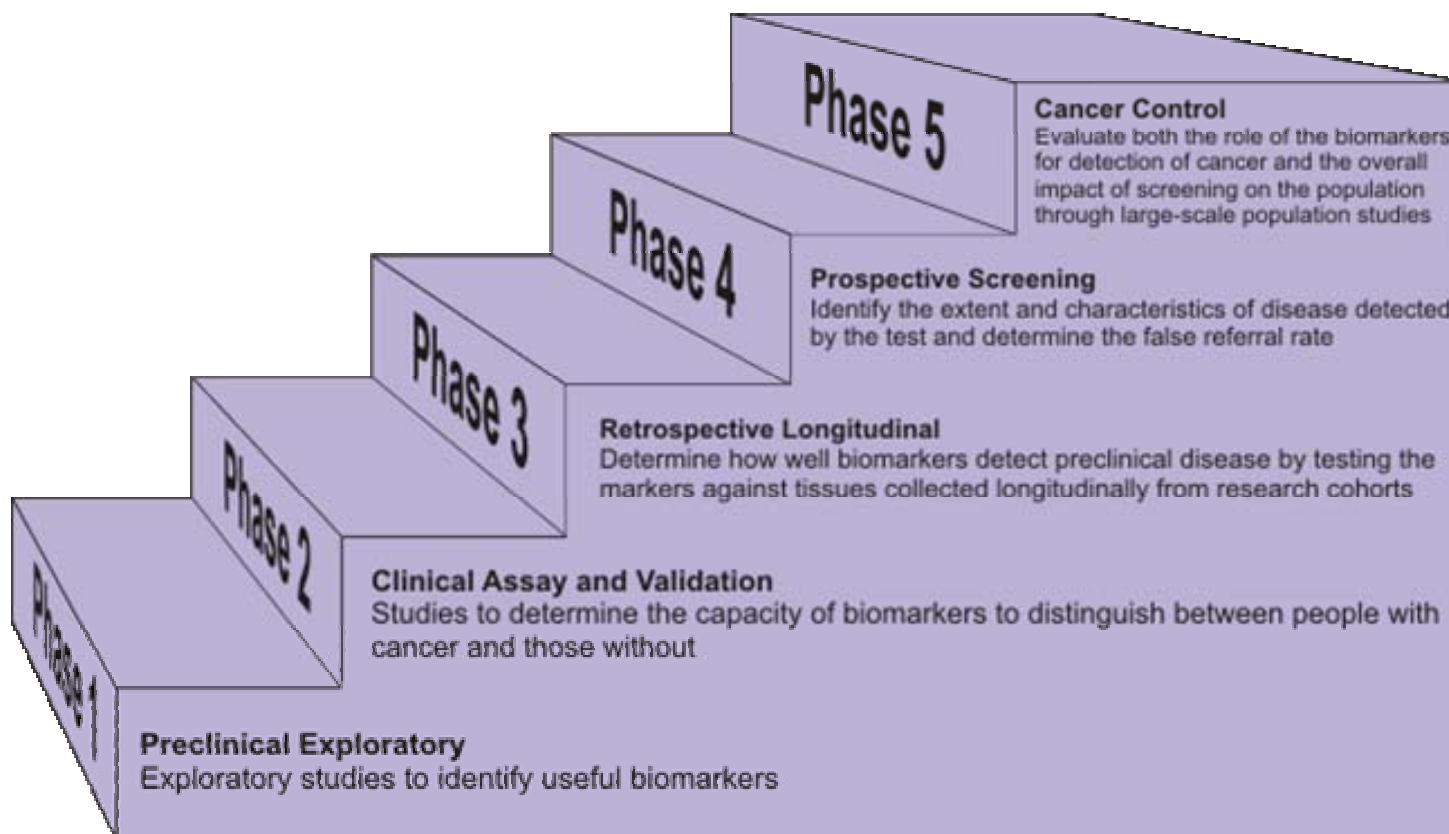 Phase 5
Cancer Control
Evaluate both the role of the biomarkers
for detection of cancer and the overall
impact of screening on the population
through large-scale population studies
Phase 4
Prospective Screening
Identify the extent and characteristics of disease detected
by the test and determine the false referral rate
Phase 3
Retrospective Longitudinal
Determine how well biomarkers detect preclinical disease by testing the
markers against tissues collected longitudinally from research cohorts
Phase 2
Clinical Assay and Validation
Studies to determine the capacity of biomarkers to distinguish between people with
cancer and those without
Phase 1
Preclinical Exploratory
Exploratory studies to identify useful biomarkers